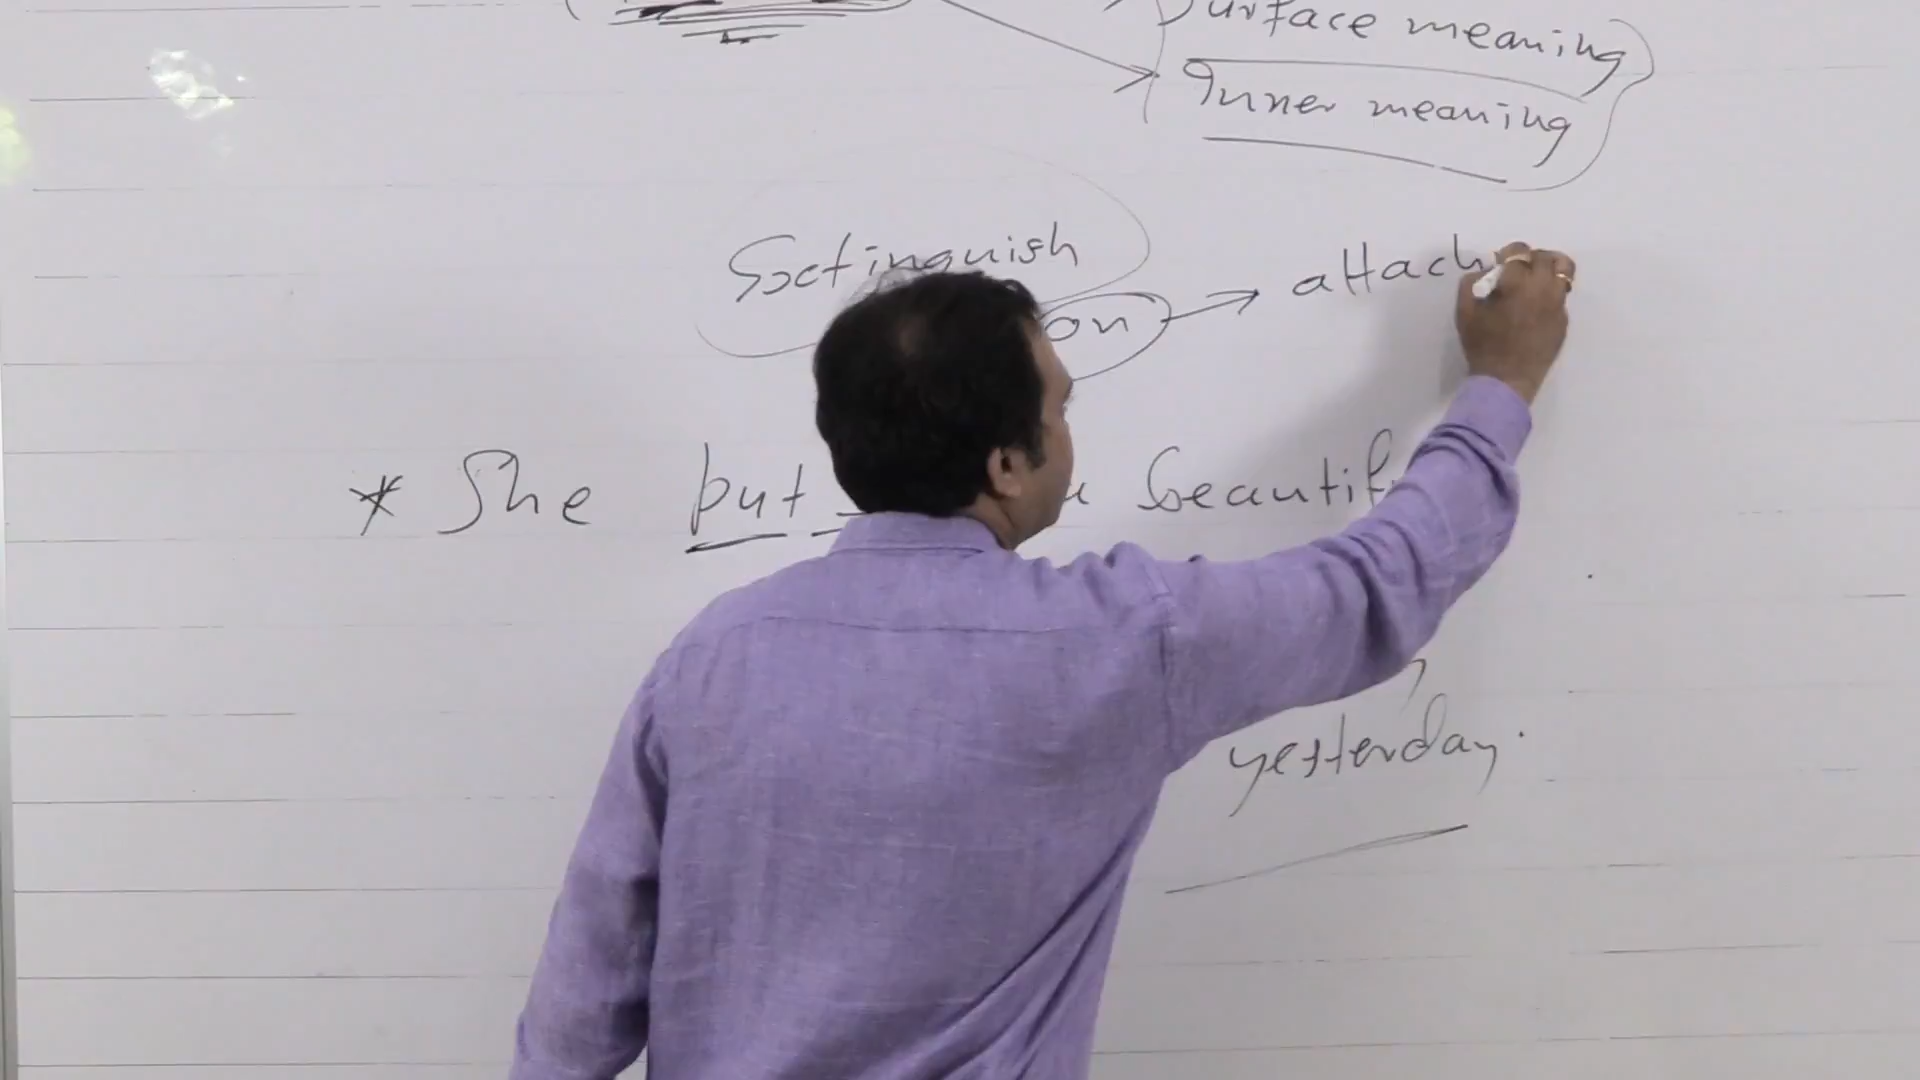 Surface meaning
Inner meaning
Extinguish
on → attach
* She put beautif
yesterday.